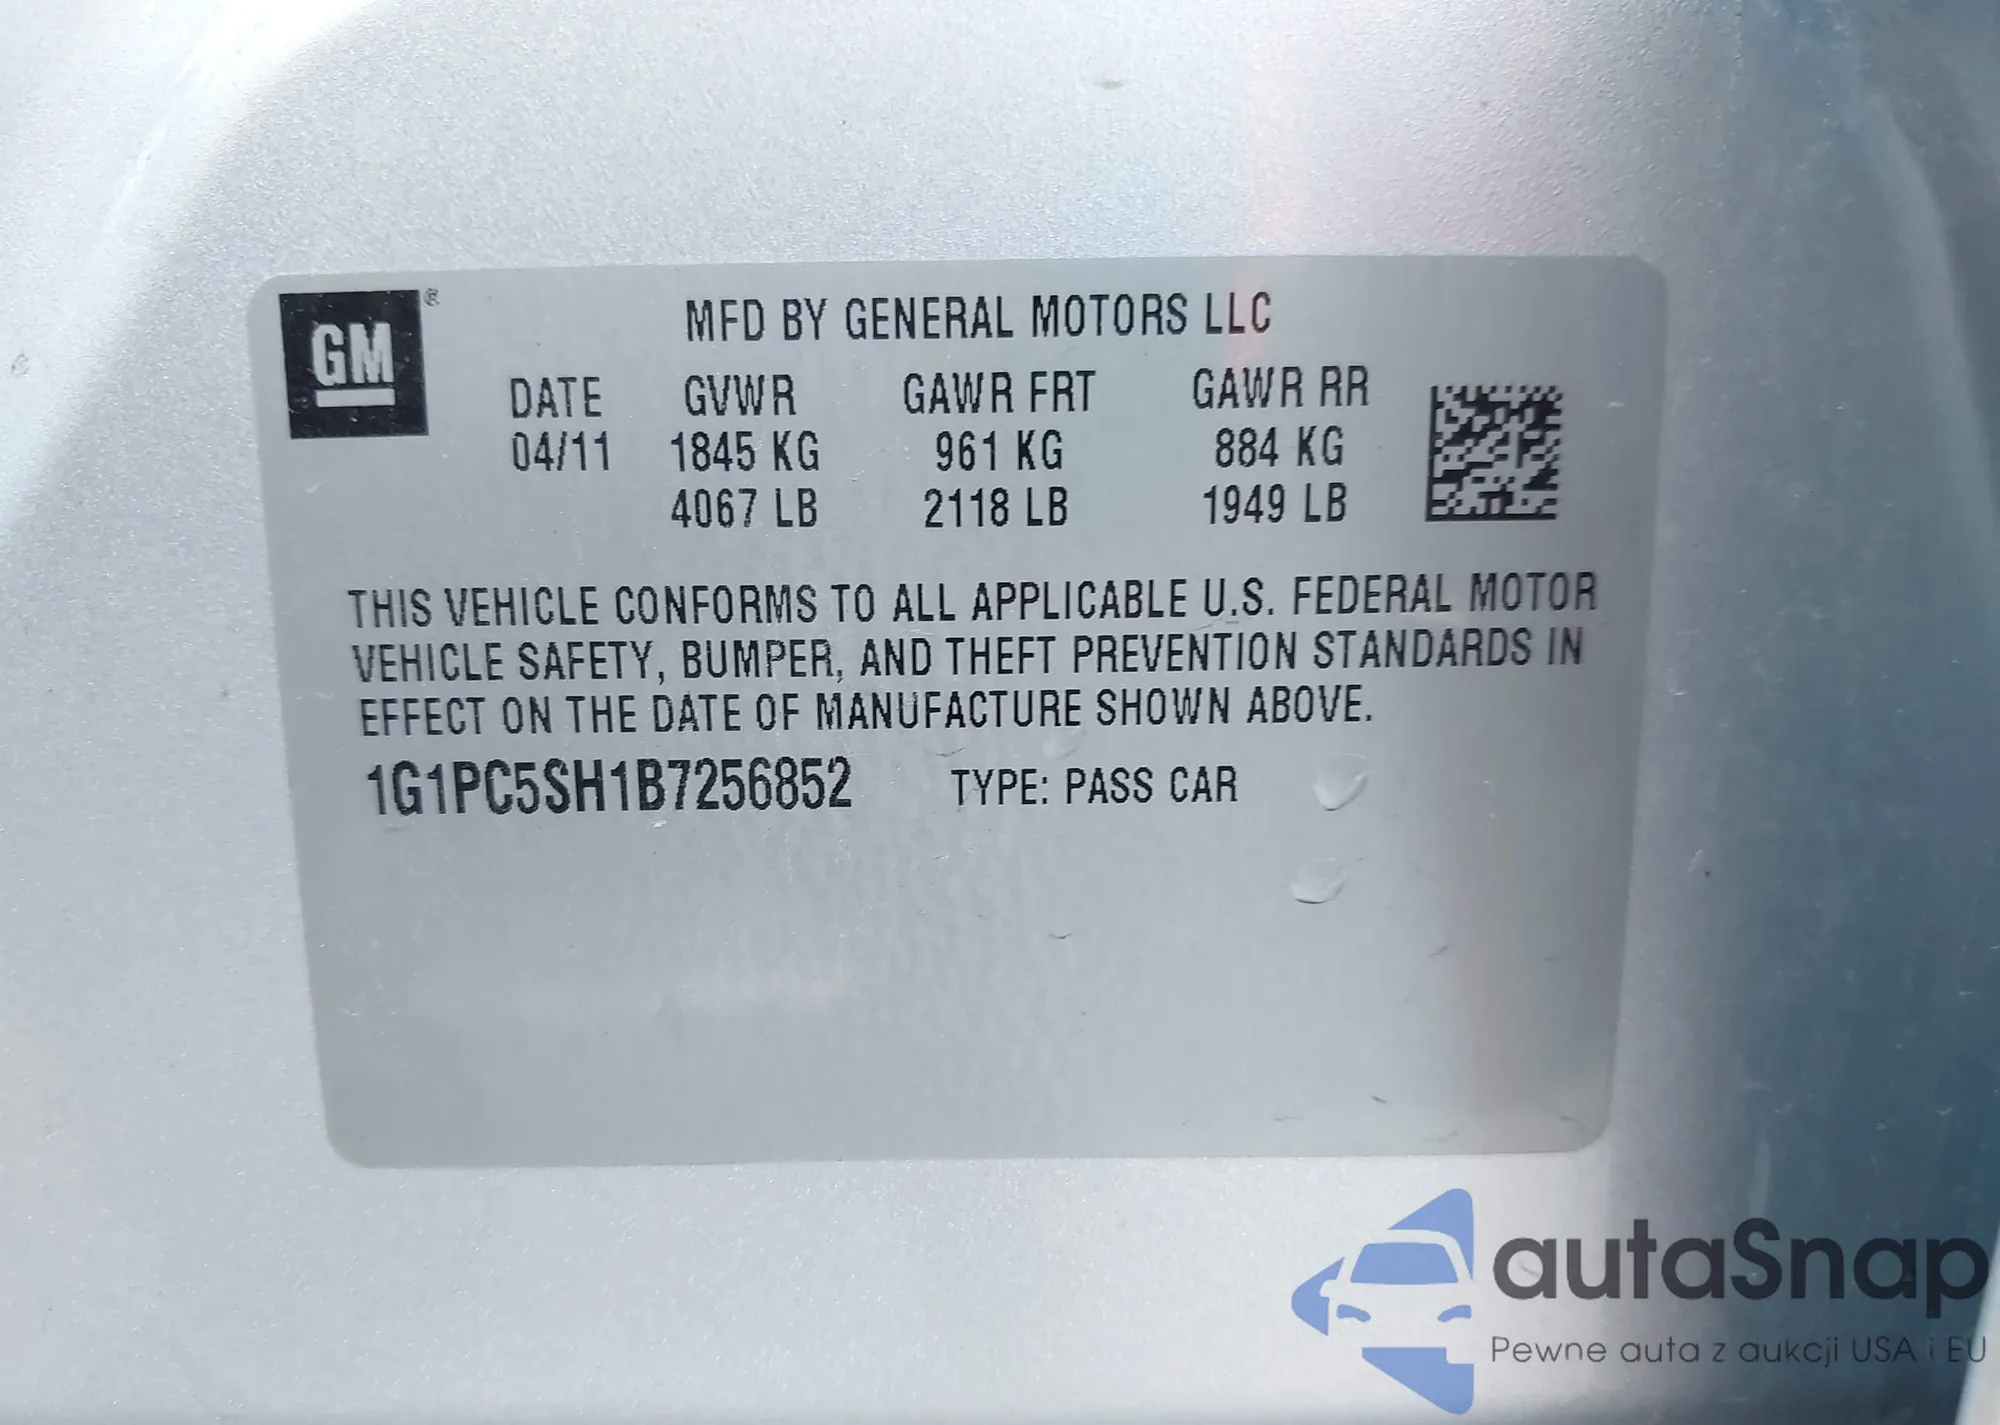 GM®
MFD BY GENERAL MOTORS LLC
DATE GVWR GAWR FRT GAWR RR
04/11 1845 KG 961 KG 884 KG
4067 LB 2118 LB 1949 LB
THIS VEHICLE CONFORMS TO ALL APPLICABLE U.S. FEDERAL MOTOR
VEHICLE SAFETY, BUMPER, AND THEFT PREVENTION STANDARDS IN
EFFECT ON THE DATE OF MANUFACTURE SHOWN ABOVE.
1G1PC5SH1B7256852 TYPE: PASS CAR
autaSnap
Pewne auta z aukcji USA i EU